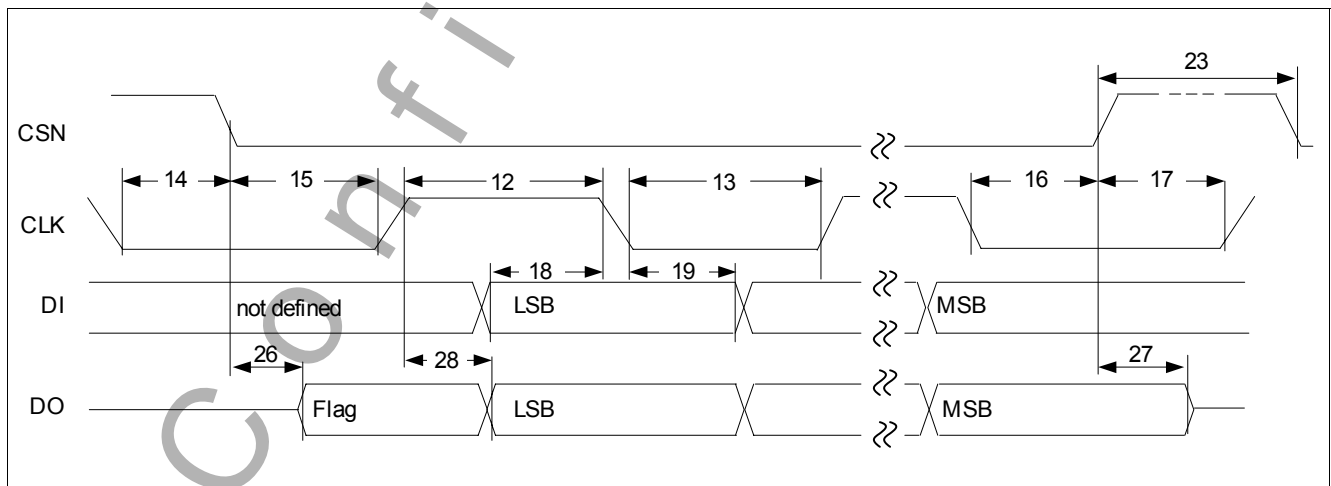 23
CSN
14 15 12 13 16 17
CLK
18 19
DI not defined LSB MSB
26 28 27
DO Flag LSB MSB
Confi